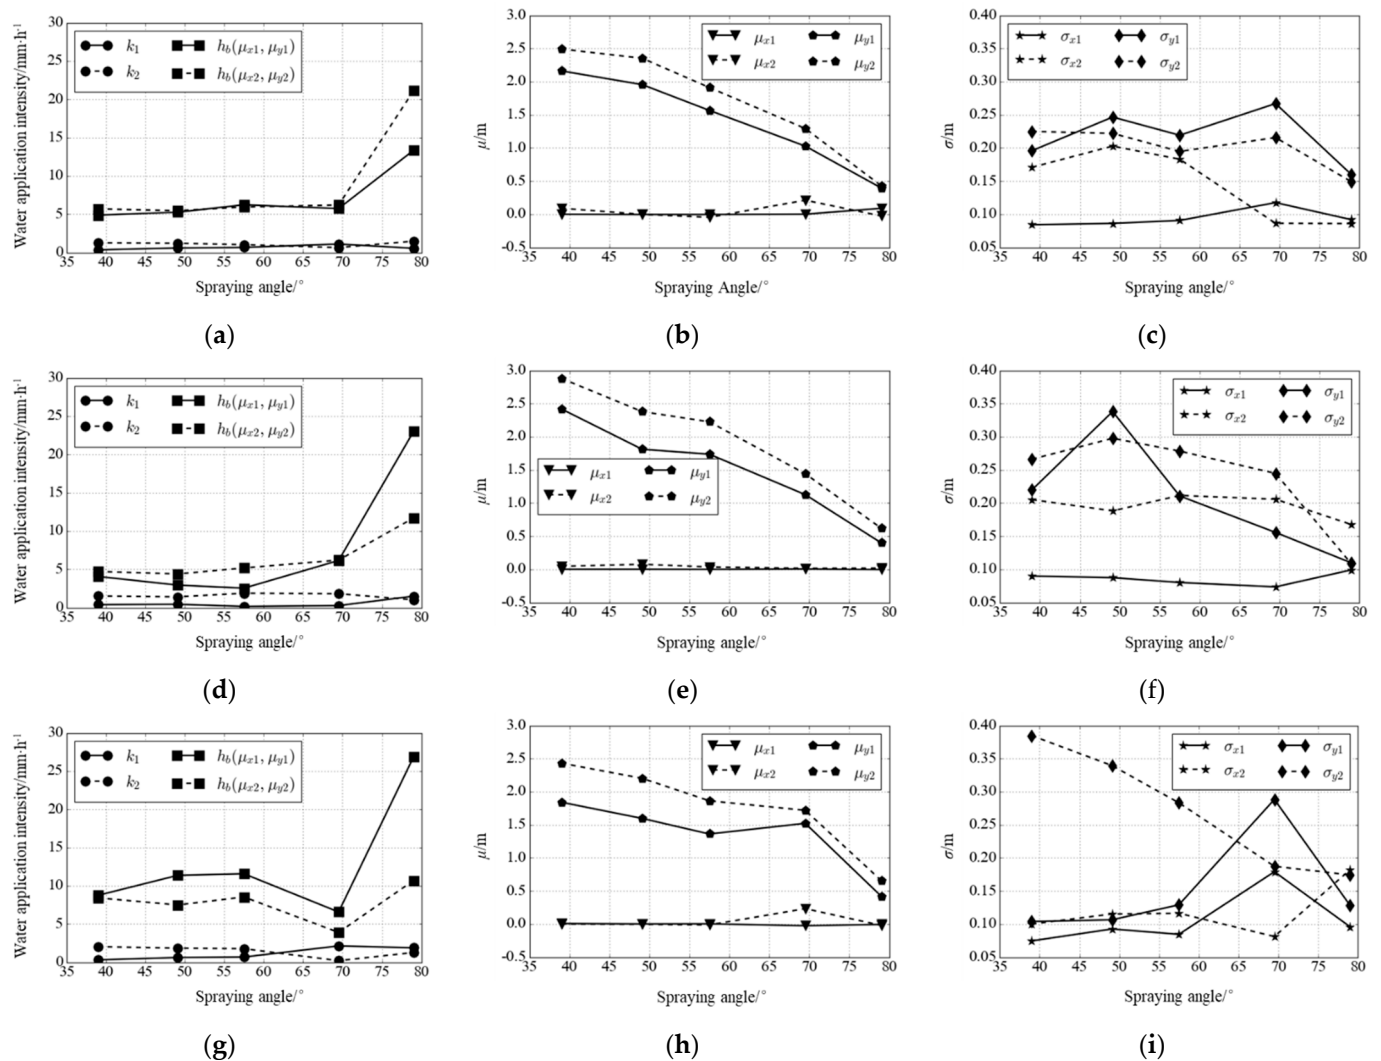 Water application intensity/mm·h⁻¹
30
25
20
15
10
5
0
k₁ h_b(μ_x1, μ_y1)
k₂ h_b(μ_x2, μ_y2)
35 40 45 50 55 60 65 70 75 80
Spraying angle/°
(a)
μ/m
3.0
2.5
2.0
1.5
1.0
0.5
0.0
-0.5
μ_x1 μ_y1
μ_x2 μ_y2
35 40 45 50 55 60 65 70 75 80
Spraying Angle/°
(b)
σ/m
0.40
0.35
0.30
0.25
0.20
0.15
0.10
0.05
σ_x1 σ_y1
σ_x2 σ_y2
35 40 45 50 55 60 65 70 75 80
Spraying angle/°
(c)
Water application intensity/mm·h⁻¹
30
25
20
15
10
5
0
k₁ h_b(μ_x1, μ_y1)
k₂ h_b(μ_x2, μ_y2)
35 40 45 50 55 60 65 70 75 80
Spraying angle/°
(d)
μ/m
3.0
2.5
2.0
1.5
1.0
0.5
0.0
-0.5
μ_x1 μ_y1
μ_x2 μ_y2
35 40 45 50 55 60 65 70 75 80
Spraying angle/°
(e)
σ/m
0.40
0.35
0.30
0.25
0.20
0.15
0.10
0.05
σ_x1 σ_y1
σ_x2 σ_y2
35 40 45 50 55 60 65 70 75 80
Spraying angle/°
(f)
Water application intensity/mm·h⁻¹
30
25
20
15
10
5
0
k₁ h_b(μ_x1, μ_y1)
k₂ h_b(μ_x2, μ_y2)
35 40 45 50 55 60 65 70 75 80
Spraying angle/°
(g)
μ/m
3.0
2.5
2.0
1.5
1.0
0.5
0.0
-0.5
μ_x1 μ_y1
μ_x2 μ_y2
35 40 45 50 55 60 65 70 75 80
Spraying angle/°
(h)
σ/m
0.40
0.35
0.30
0.25
0.20
0.15
0.10
0.05
σ_x1 σ_y1
σ_x2 σ_y2
35 40 45 50 55 60 65 70 75 80
Spraying angle/°
(i)